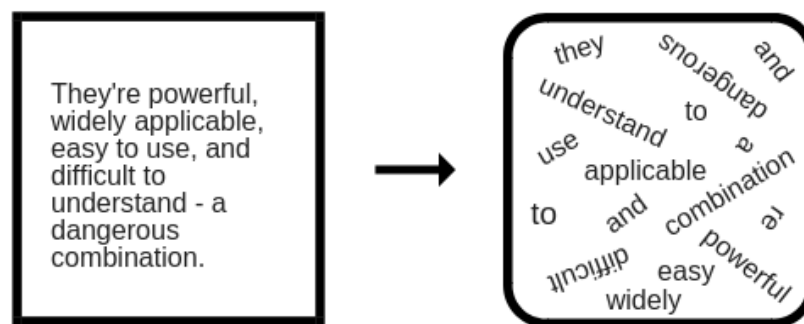 They're powerful,
widely applicable,
easy to use, and
difficult to
understand - a
dangerous
combination.
they
dangerous
and
understand
to
use
a
applicable
combination
to
and
re
powerful
difficult
easy
widely